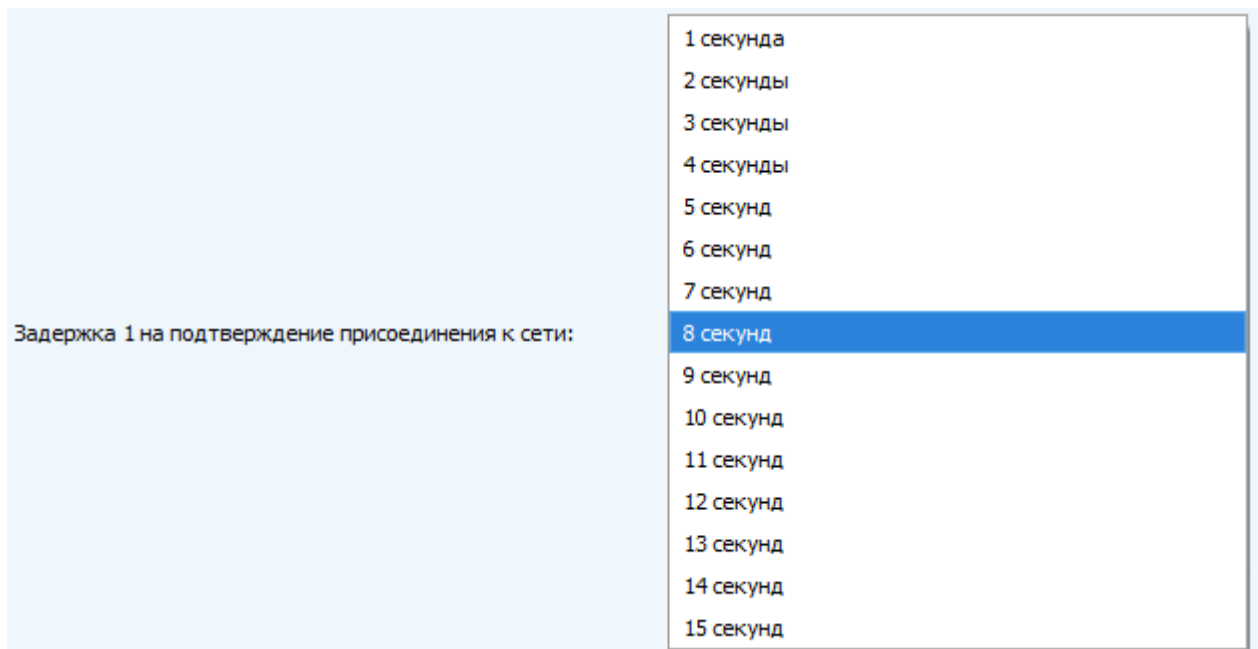 1 секунда
2 секунды
3 секунды
4 секунды
5 секунд
6 секунд
7 секунд
Задержка 1 на подтверждение присоединения к сети:
8 секунд
9 секунд
10 секунд
11 секунд
12 секунд
13 секунд
14 секунд
15 секунд